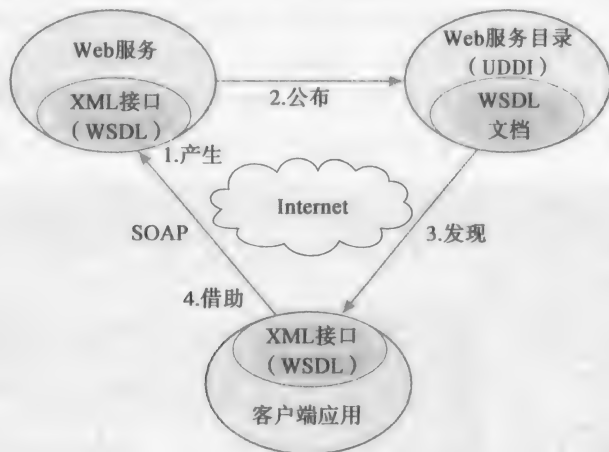 Web服务
XML接口
（WSDL）
1.产生
2.公布
Web服务目录
（UDDI）
WSDL
文档
Internet
SOAP
3.发现
4.借助
XML接口
（WSDL）
客户端应用